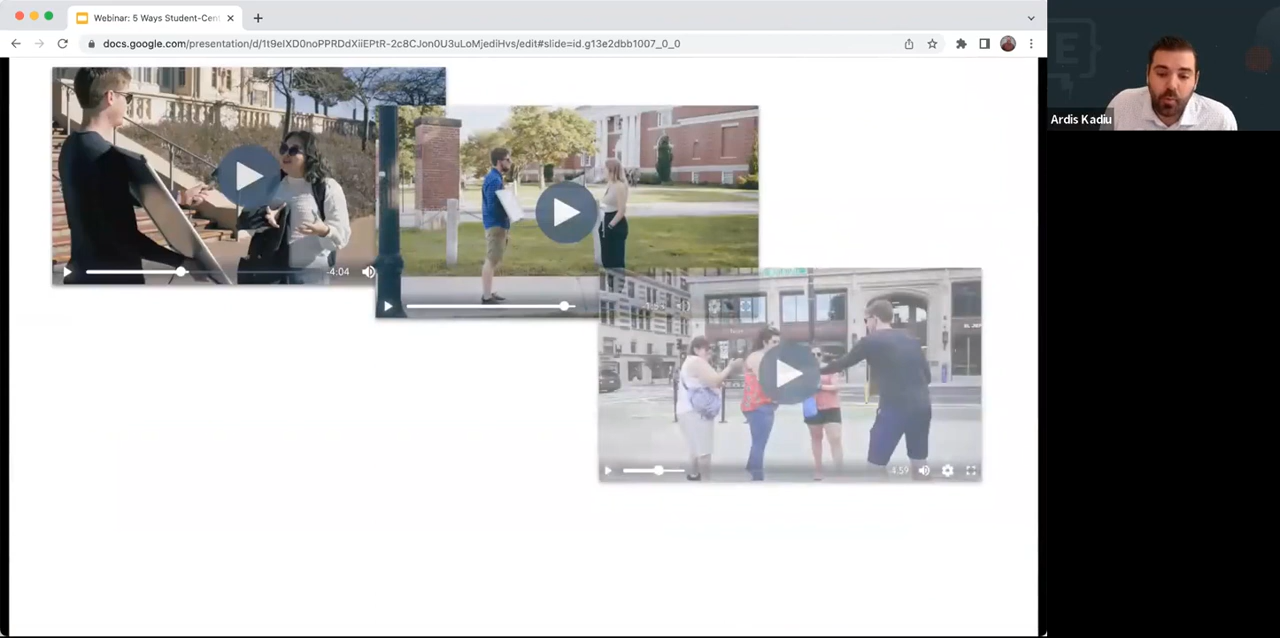 Webinar: 5 Ways Student-Cen
docs.google.com/presentation/d/1t9eIXD0noPPRDdXiiEPtR-2c8CJon0U3uLoMjediHvs/edit#slide=id.g13e2dbb1007_0_0
E
Ardis Kadiu
-4:04
-4:59